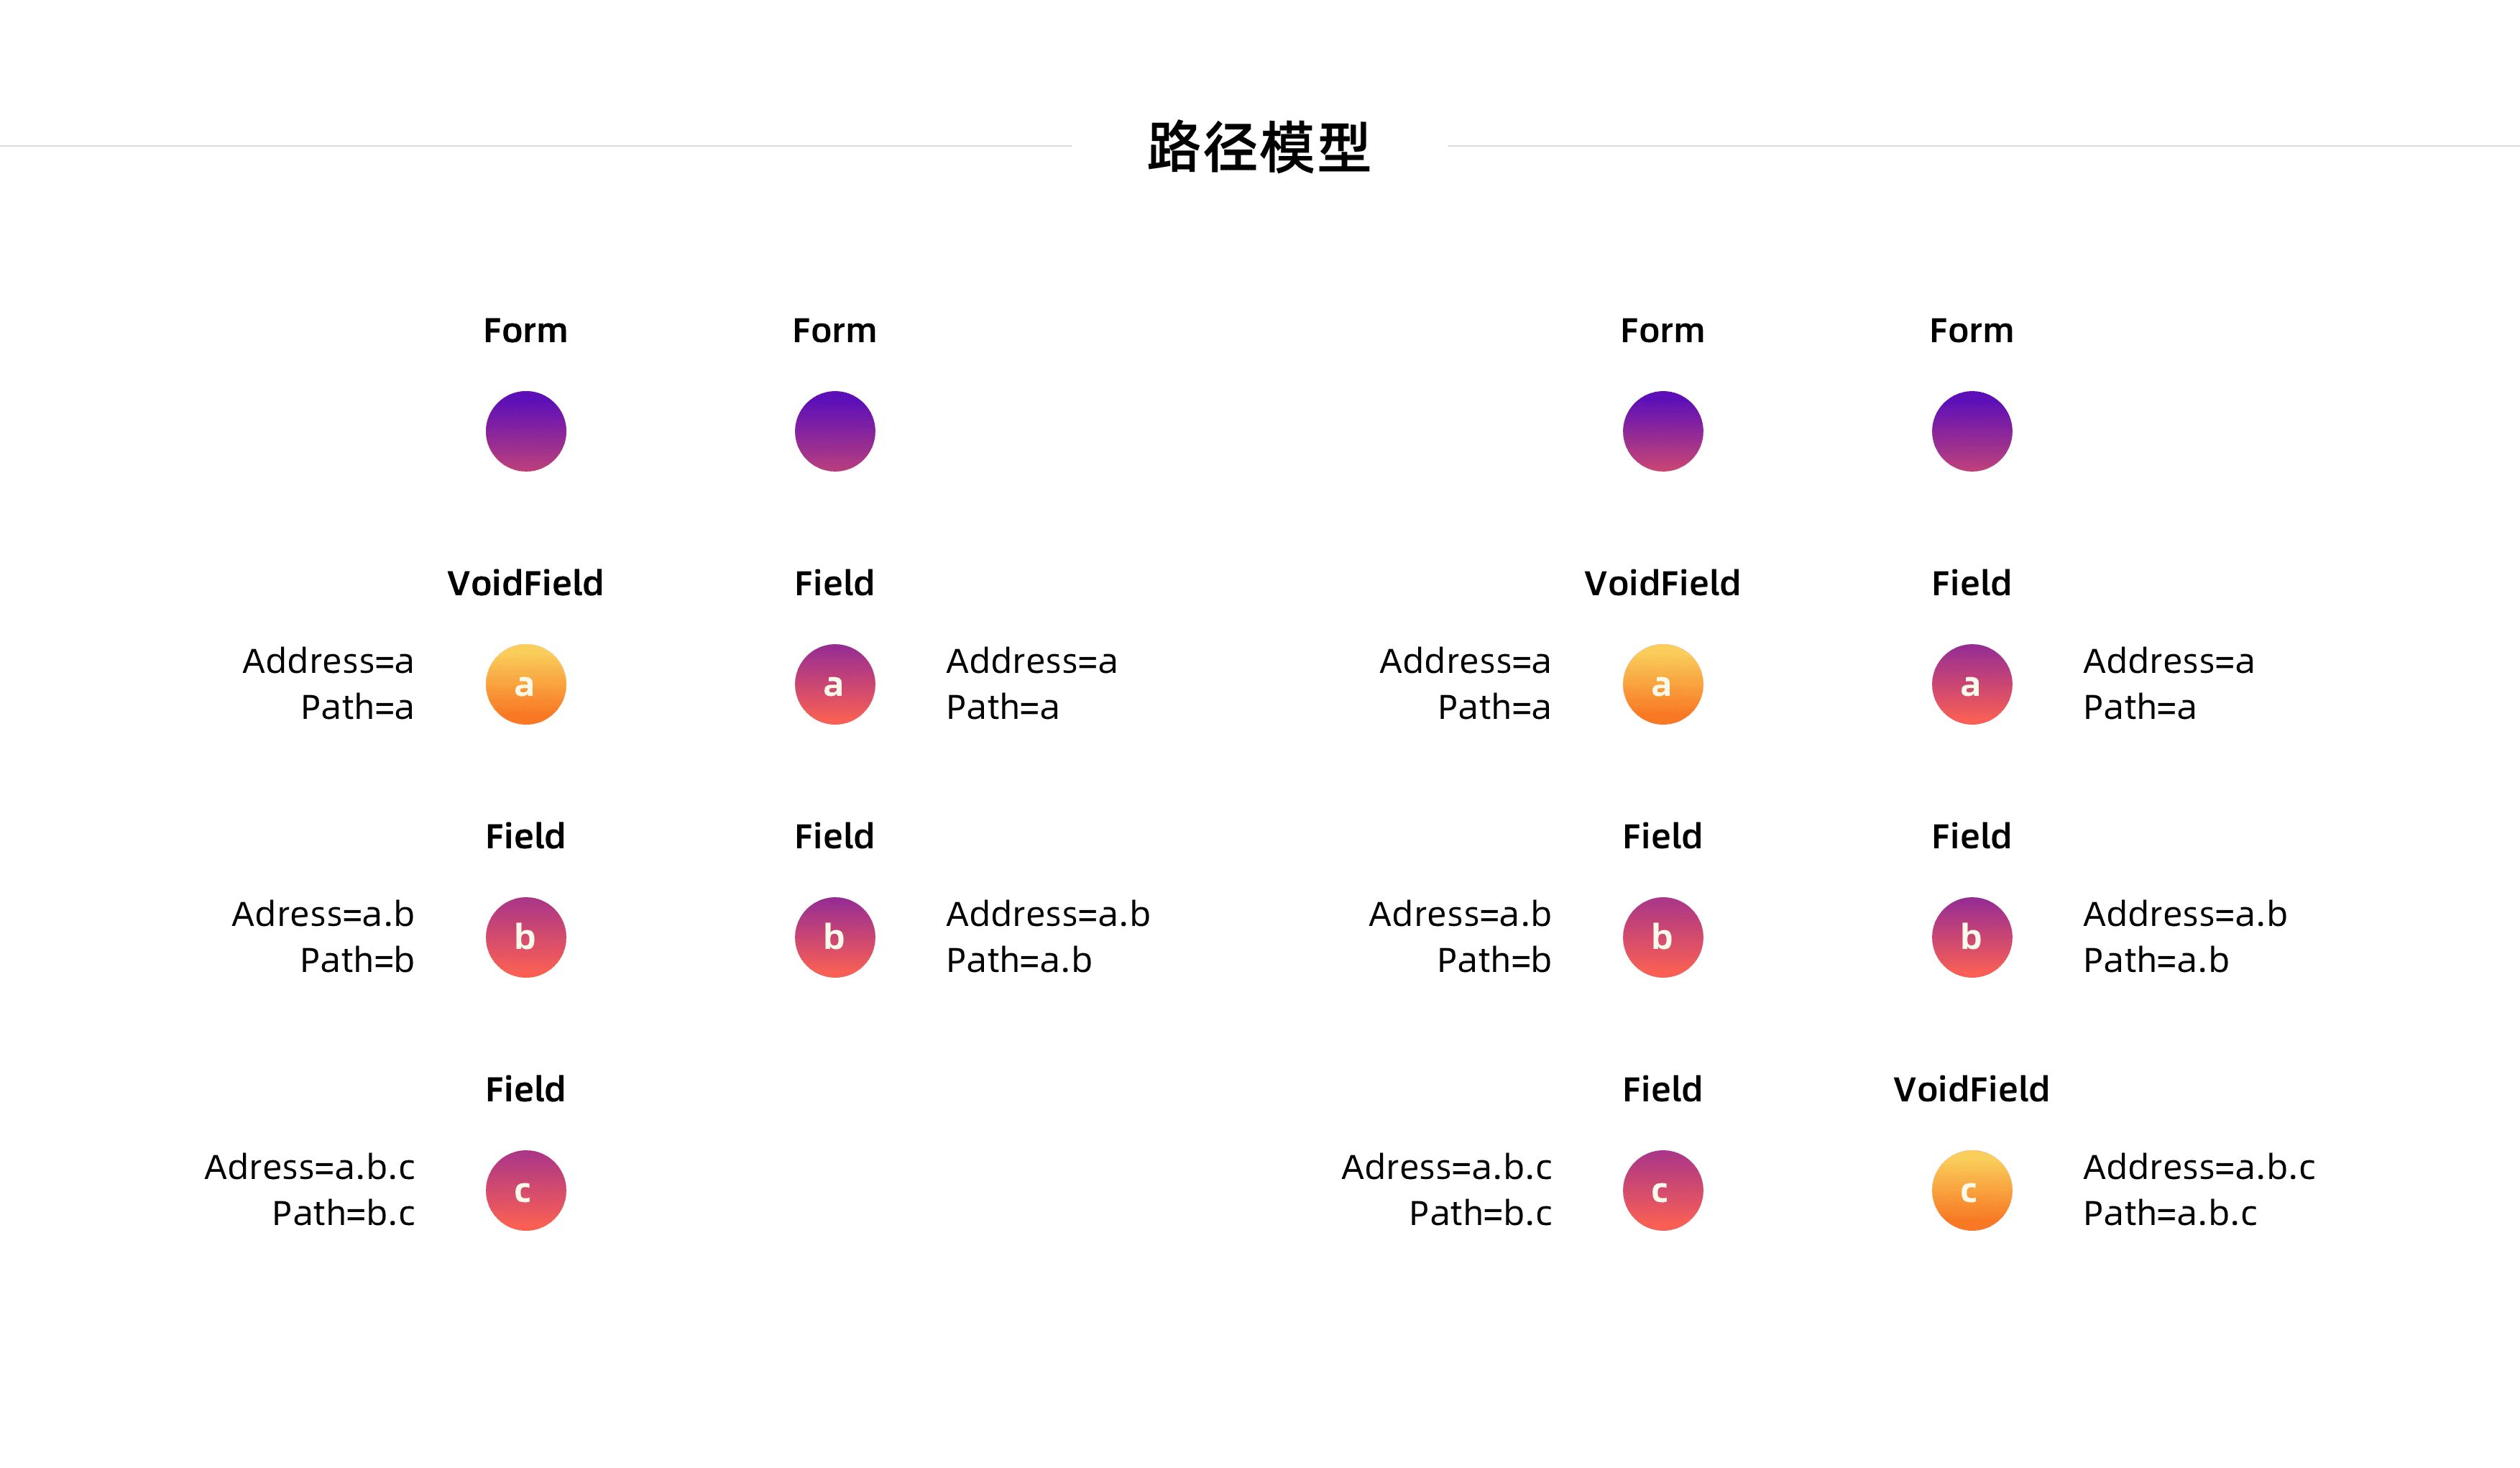 路径模型
Form
Form
Form
Form
VoidField
Field
VoidField
Field
Address=a
Path=a
a
a
Address=a
Path=a
Address=a
Path=a
a
a
Address=a
Path=a
Field
Field
Field
Field
Adress=a.b
Path=b
b
b
Address=a.b
Path=a.b
Adress=a.b
Path=b
b
b
Address=a.b
Path=a.b
Field
Field
VoidField
Adress=a.b.c
Path=b.c
c
Adress=a.b.c
Path=b.c
c
c
Address=a.b.c
Path=a.b.c